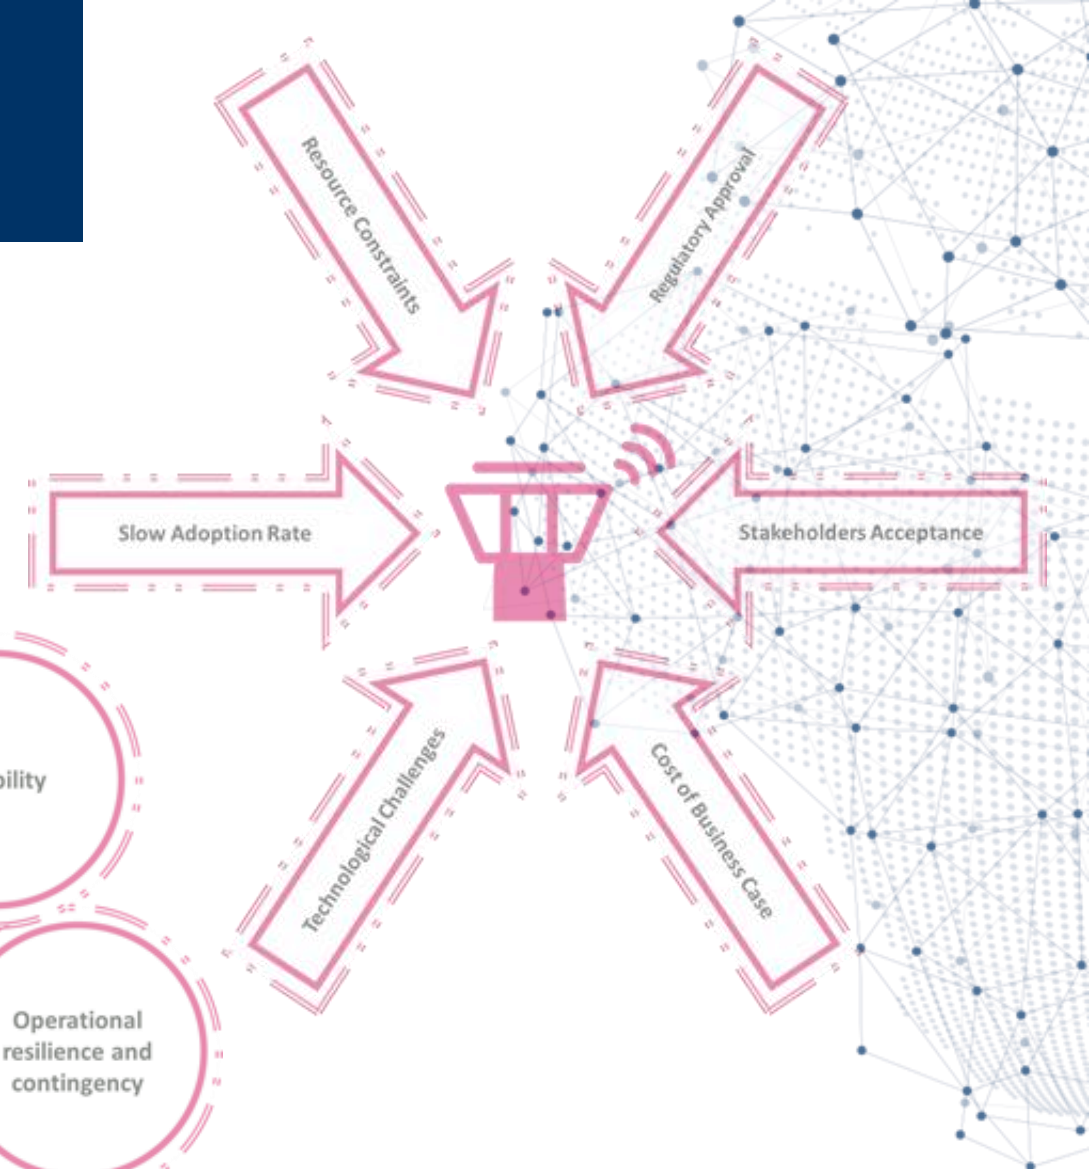 Resource Constraints
Regulatory Approval
Slow Adoption Rate
Stakeholders Acceptance
Technological Challenges
Cost of Business Case
Operational
resilience and
contingency